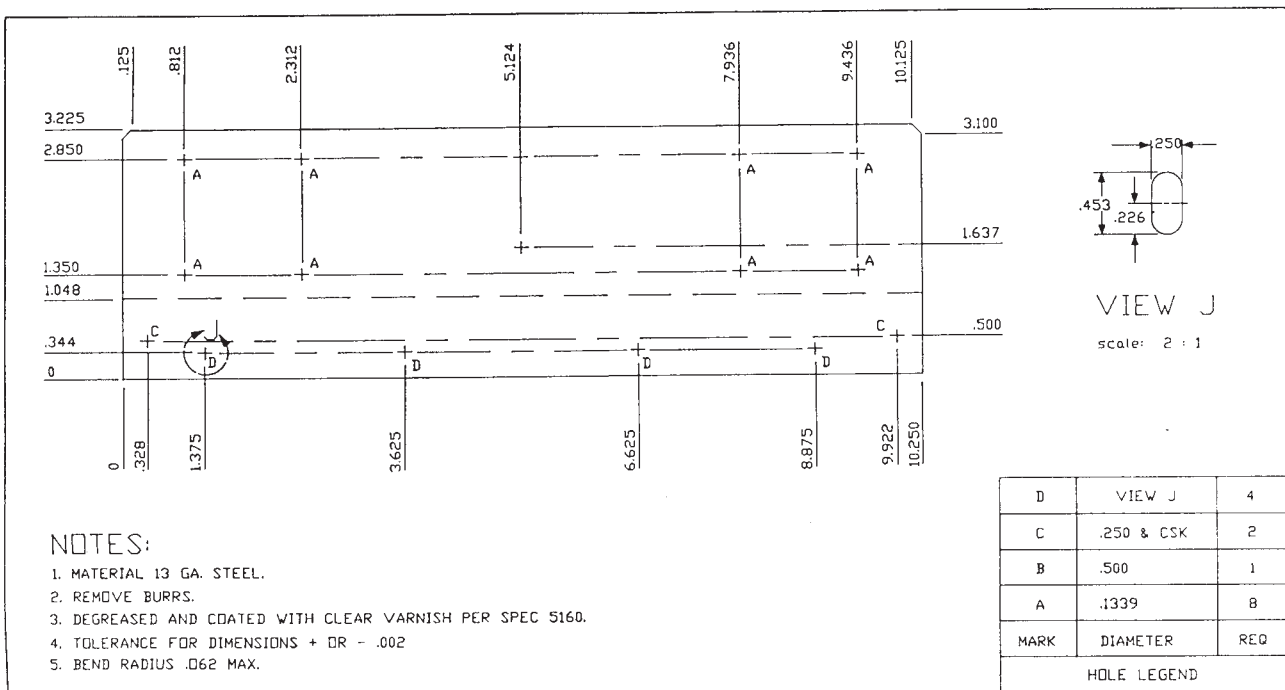 .125
.812
2.312
5.124
7.936
9.436
10.125
3.225
2.850
1.350
1.048
.344
0
3.100
1.637
.500
A
A
A
A
A
A
A
A
C
J
C
D
D
D
D
0
.328
1.375
3.625
6.625
8.875
9.922
10.250
.250
.453
.226
VIEW J
scale: 2 : 1
NOTES:
1. MATERIAL 13 GA. STEEL.
2. REMOVE BURRS.
3. DEGREASED AND COATED WITH CLEAR VARNISH PER SPEC 5160.
4. TOLERANCE FOR DIMENSIONS + OR - .002
5. BEND RADIUS .062 MAX.
D VIEW J 4
C .250 & CSK 2
B .500 1
A .1339 8
MARK DIAMETER REQ
HOLE LEGEND